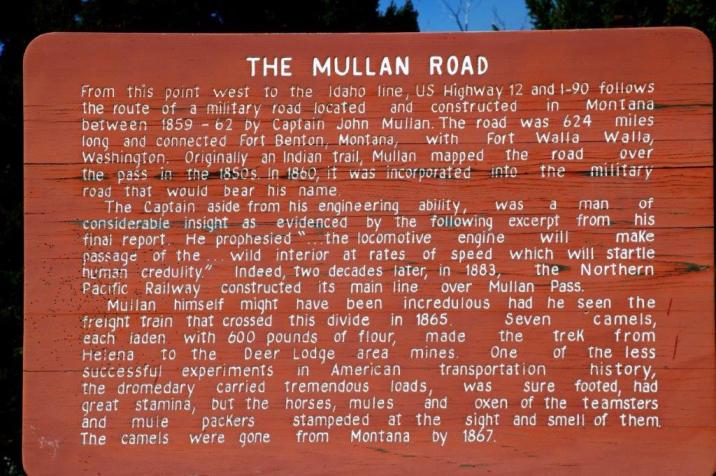 THE MULLAN ROAD
From this point west to the Idaho line, US Highway 12 and I-90 follows
the route of a military road located and constructed in Montana
between 1859 - 62 by Captain John Mullan. The road was 624 miles
long and connected Fort Benton, Montana, with Fort Walla Walla,
Washington. Originally an Indian trail, Mullan mapped the road over
the pass in the 1850s. In 1860, it was incorporated into the military
road that would bear his name.
The Captain aside from his engineering ability, was a man of
considerable insight as evidenced by the following excerpt from his
final report. He prophesied "...the locomotive engine will make
passage of the... wild interior at rates of speed which will startle
human credulity." Indeed, two decades later, in 1883, the Northern
Pacific Railway constructed its main line over Mullan Pass.
Mullan himself might have been incredulous had he seen the
freight train that crossed this divide in 1865. Seven camels,
each laden with 600 pounds of flour, made the trek from
Helena to the Deer Lodge area mines. One of the less
successful experiments in American transportation history,
the dromedary carried tremendous loads, was sure footed, had
great stamina, but the horses, mules and oxen of the teamsters
and mule packers stampeded at the sight and smell of them.
The camels were gone from Montana by 1867.